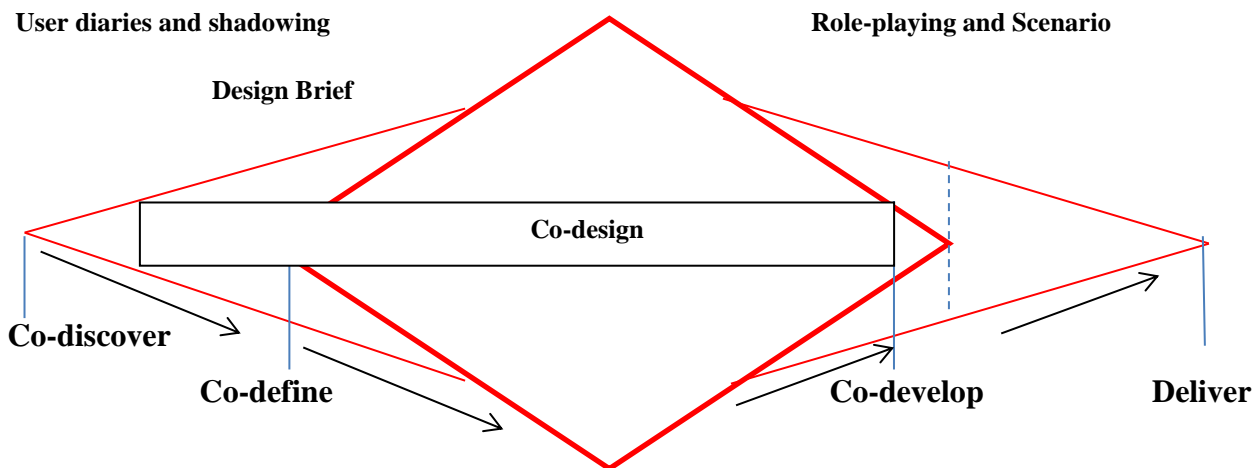 User diaries and shadowing
Role-playing and Scenario
Design Brief
Co-design
Co-discover
Co-define
Co-develop
Deliver